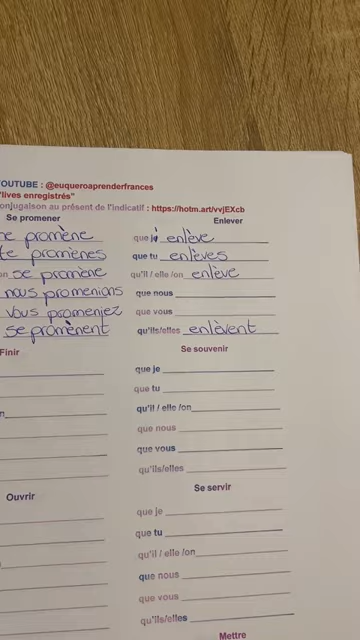 OUTUBE : @euqueroaprenderfrances
"lives enregistrés"
onjugaison au présent de l'indicatif : https://hotm.art/vvjEXcb
Se promener
me promène
te promènes
on se promène
nous promenions
vous promeniez
se promènent
Enlever
que j' enlève
que tu enlèves
qu'il / elle /on enlève
que nous
que vous
qu'ils/elles enlèvent
Finir
Se souvenir
que je
que tu
qu'il / elle /on
que nous
que vous
qu'ils/elles
Ouvrir
Se servir
que je
que tu
qu'il / elle /on
que nous
que vous
qu'ils/elles
Mettre